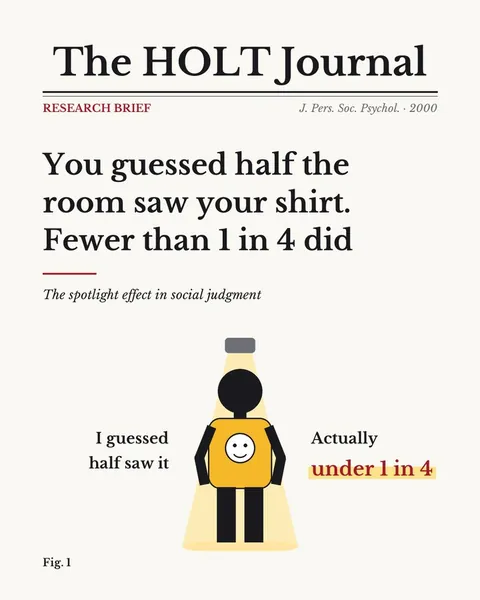 The HOLT Journal
RESEARCH BRIEF
J. Pers. Soc. Psychol. · 2000
You guessed half the
room saw your shirt.
Fewer than 1 in 4 did
The spotlight effect in social judgment
I guessed
half saw it
Actually
under 1 in 4
Fig. 1